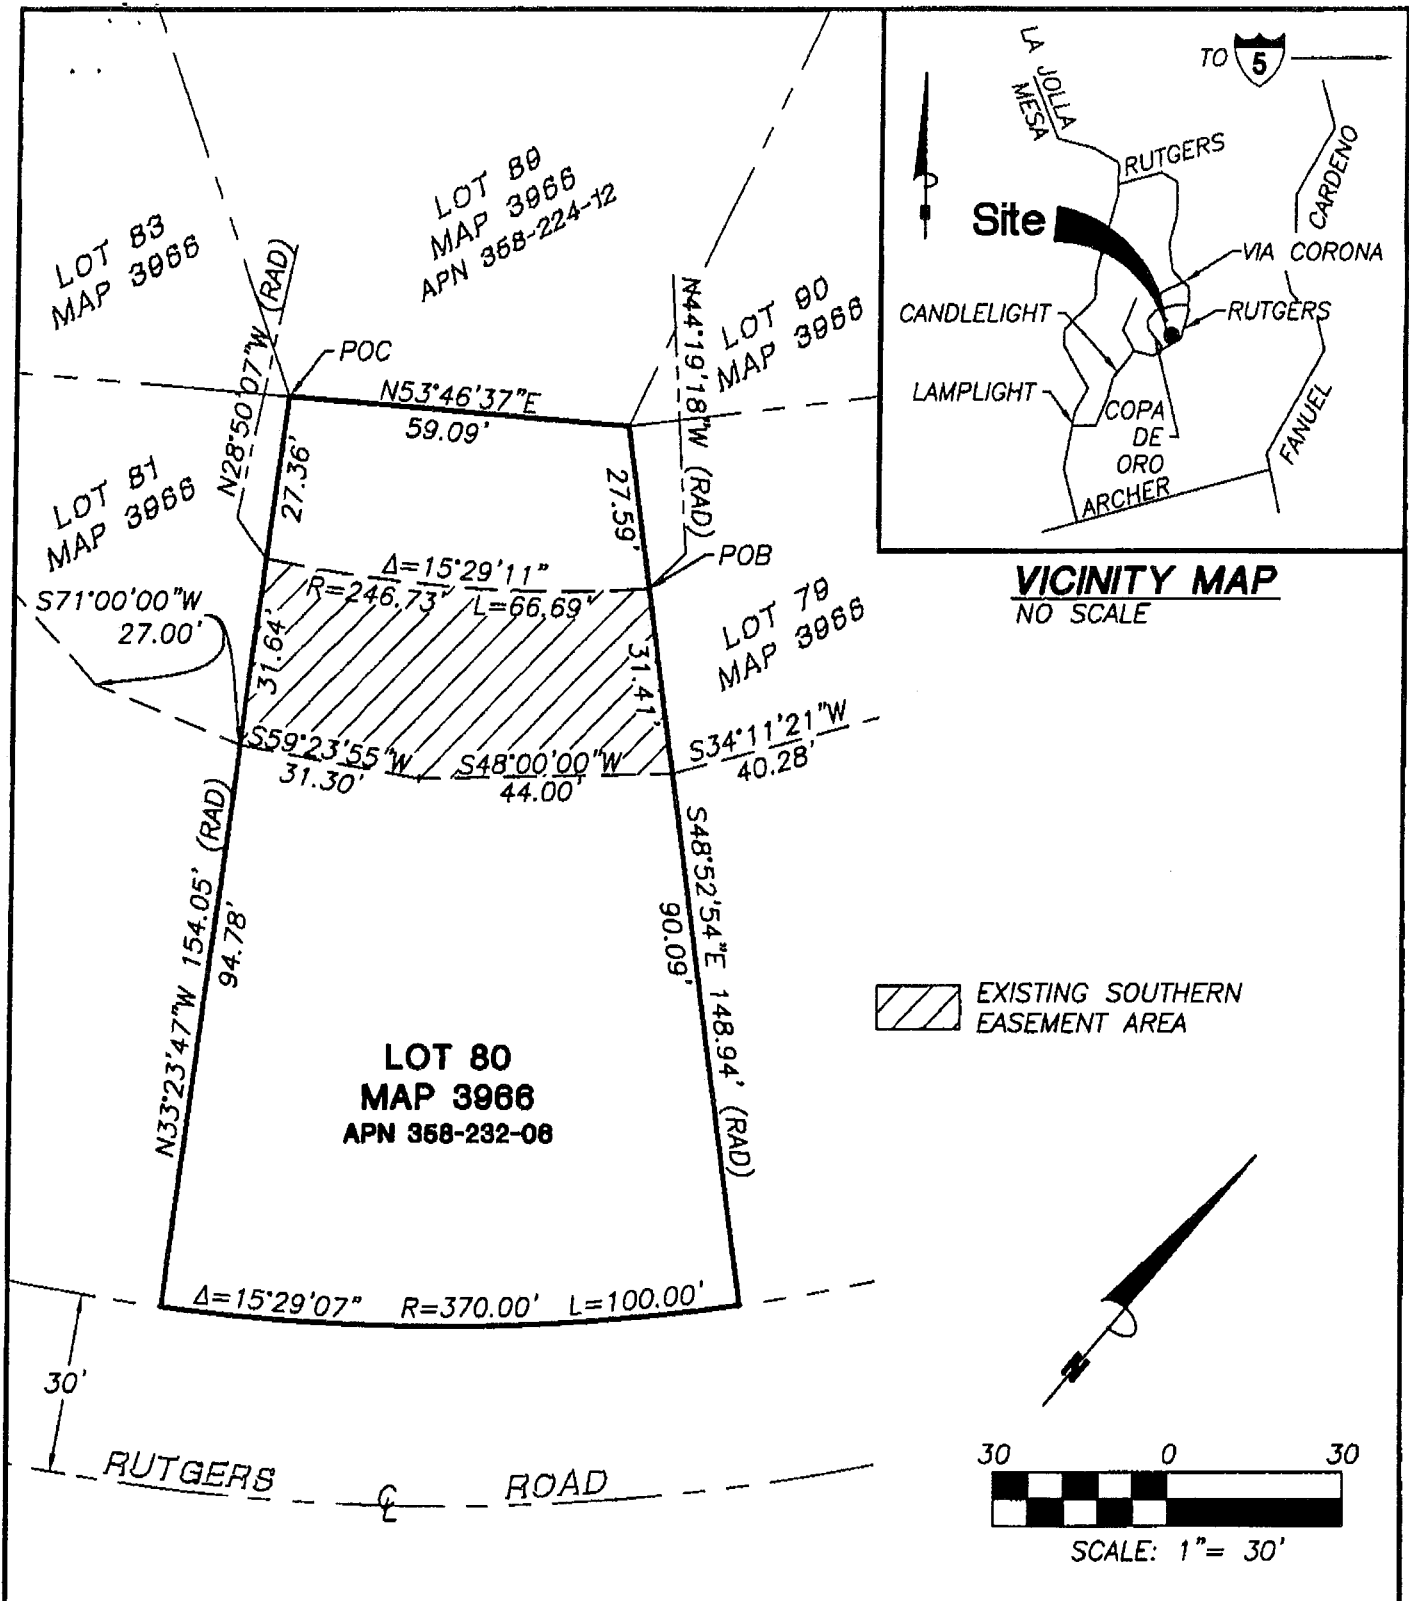 LOT 83
MAP 3966
LOT 89
MAP 3966
APN 358-224-12
LOT 90
MAP 3966
N28°50'07"W (RAD)
N44°19'18"W (RAD)
POC
N53°46'37"E
59.09'
27.36'
27.59'
LOT 81
MAP 3966
Δ=15°29'11"
R=246.73' L=66.69'
POB
S71°00'00"W
27.00'
31.64'
31.41'
LOT 79
MAP 3966
S59°23'55"W
31.30'
S48°00'00"W
44.00'
S34°11'21"W
40.28'
N33°23'47"W 154.05' (RAD)
94.78'
S48°52'54"E 148.94' (RAD)
90.09'
LOT 80
MAP 3966
APN 358-232-06
Δ=15°29'07" R=370.00' L=100.00'
30'
RUTGERS ℄ ROAD
LA JOLLA
MESA
TO 5
RUTGERS
CARDENO
Site
VIA CORONA
CANDLELIGHT
RUTGERS
LAMPLIGHT
COPA
DE
ORO
FANUEL
ARCHER
VICINITY MAP
NO SCALE
EXISTING SOUTHERN
EASEMENT AREA
N
30 0 30
SCALE: 1"= 30'